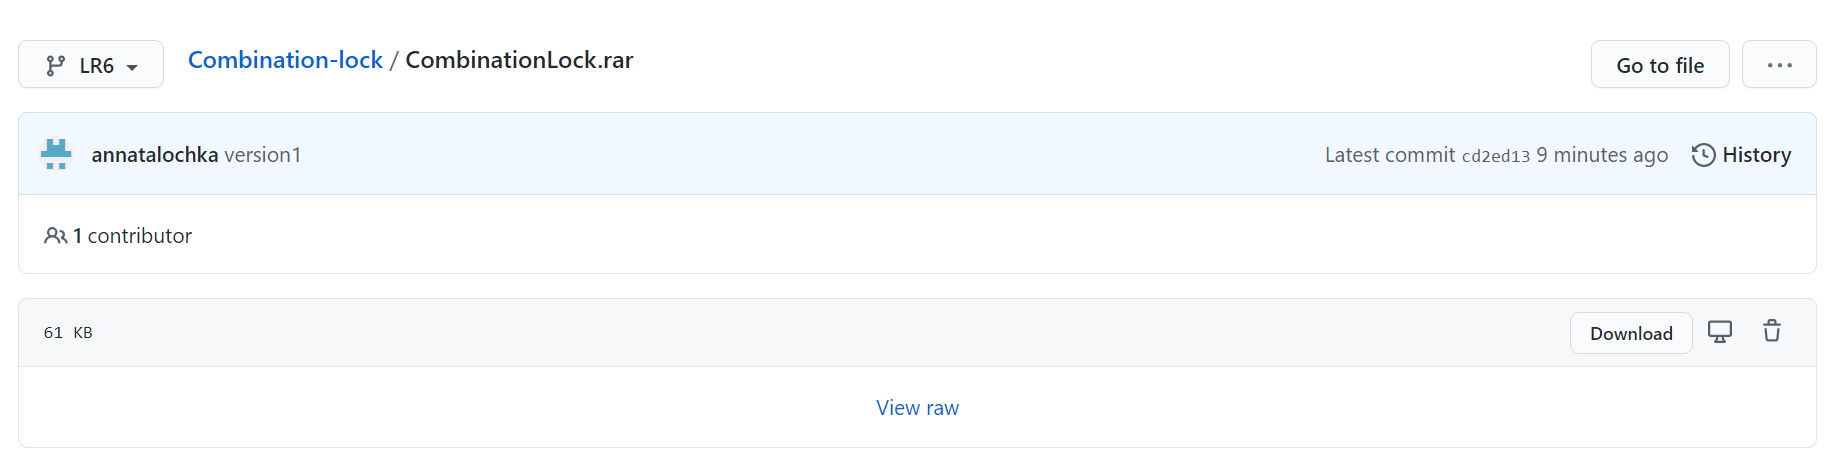 LR6 Combination-lock / CombinationLock.rar Go to file ...
annatalochka version1 Latest commit cd2ed13 9 minutes ago History
1 contributor
61 KB Download
View raw